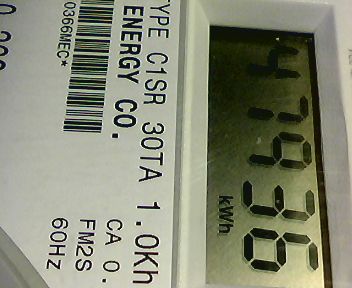 47936
kWh
TYPE C1SR 30TA 1.0Kh
ENERGY CO.
CA 0.
FM2S
60HZ
0366MEC*